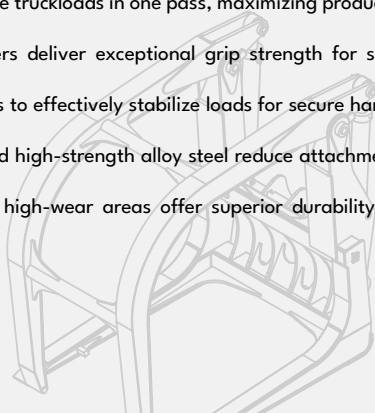 truckloads in one pass, maximizing
deliver exceptional grip strength for
to effectively stabilize loads for secure
high-strength alloy steel reduce
high-wear areas offer superior durability